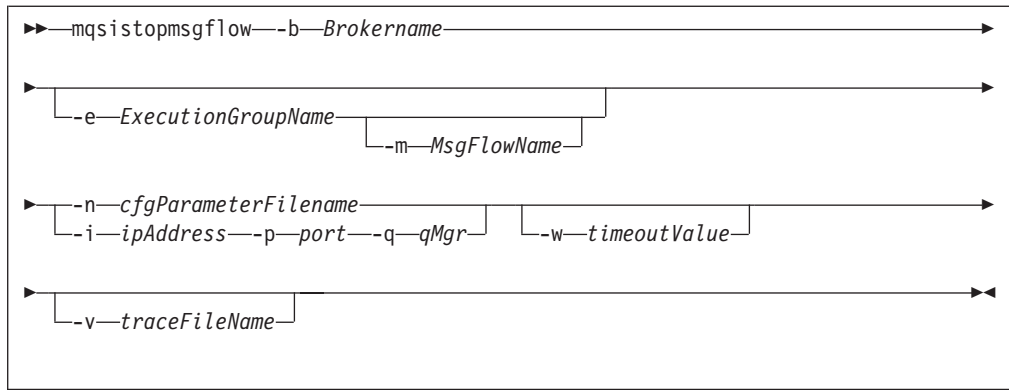 mqsistopmsgflow -b Brokername
-e ExecutionGroupName
-m MsgFlowName
-n cfgParameterFilename
-i ipAddress -p port -q qMgr -w timeoutValue
-v traceFileName